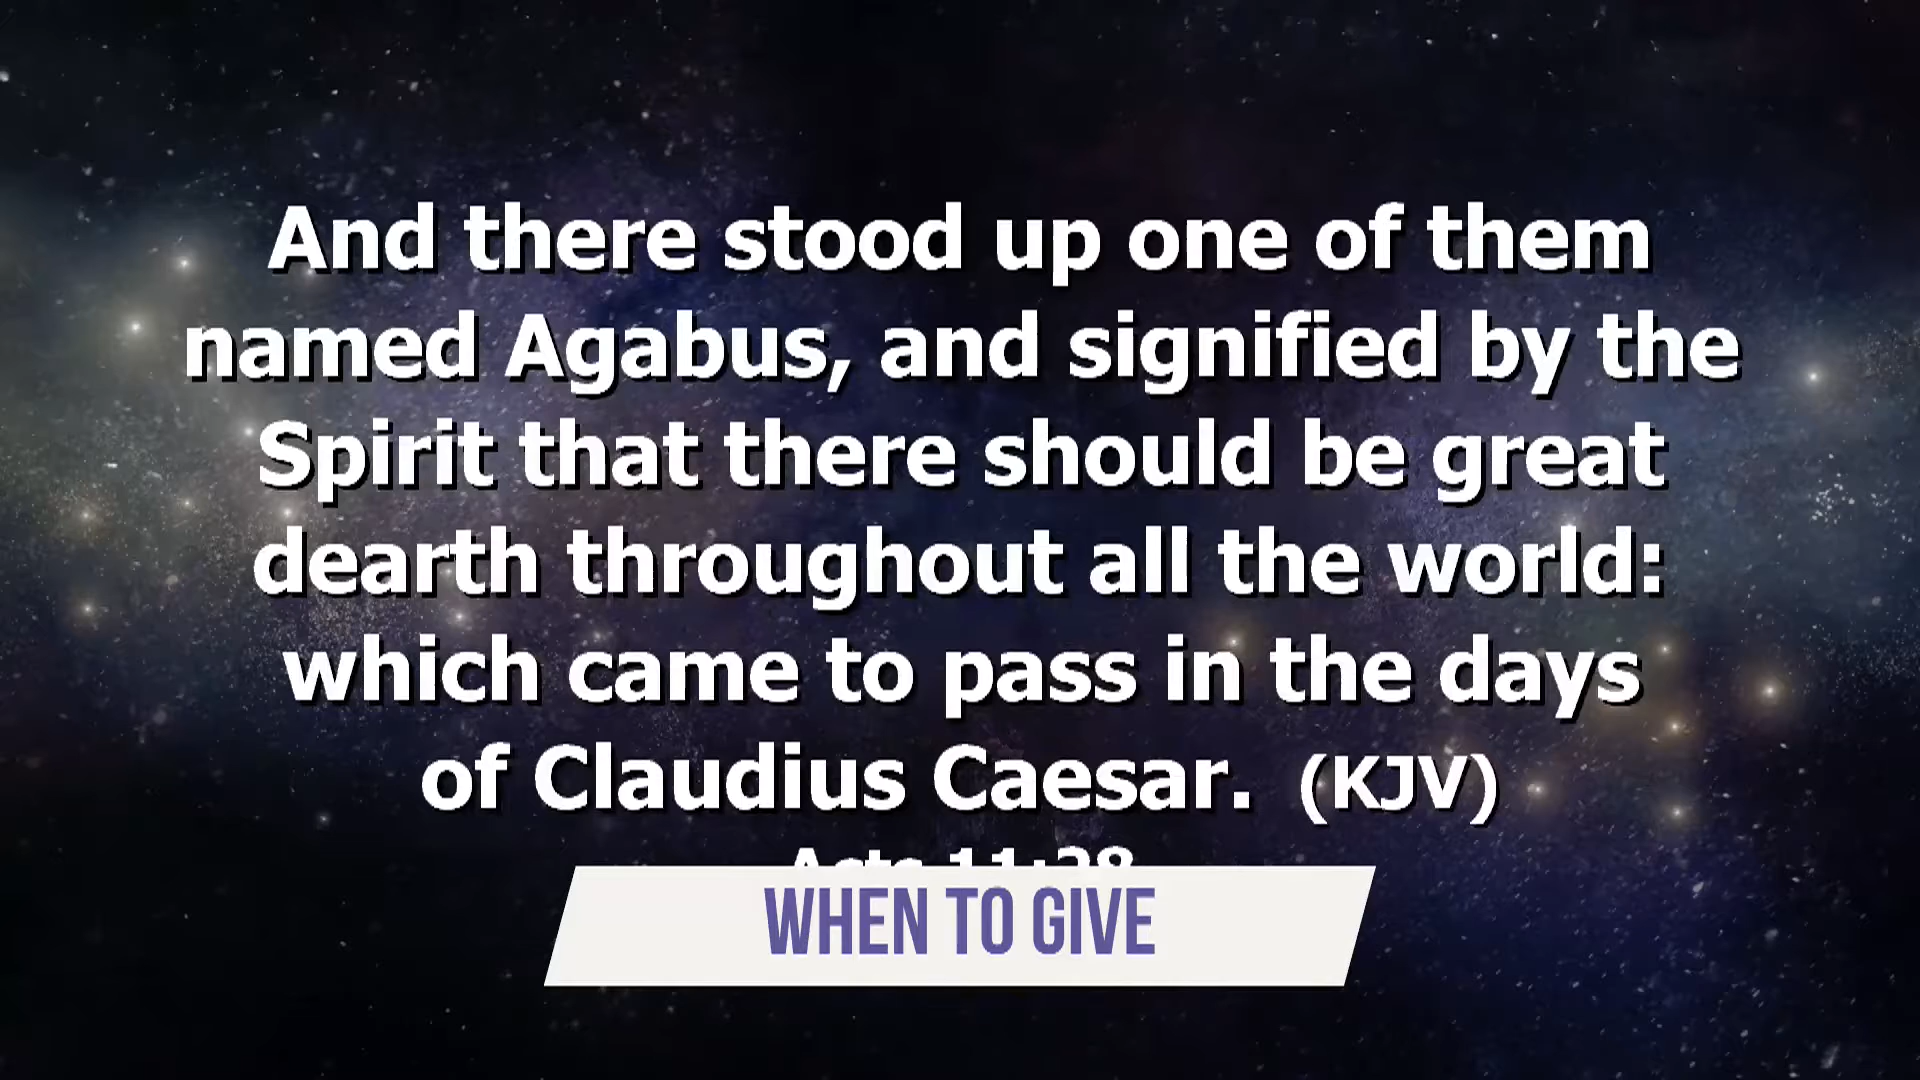 And there stood up one of them
named Agabus, and signified by the
Spirit that there should be great
dearth throughout all the world:
which came to pass in the days
of Claudius Caesar. (KJV)
Acts 11:28
WHEN TO GIVE